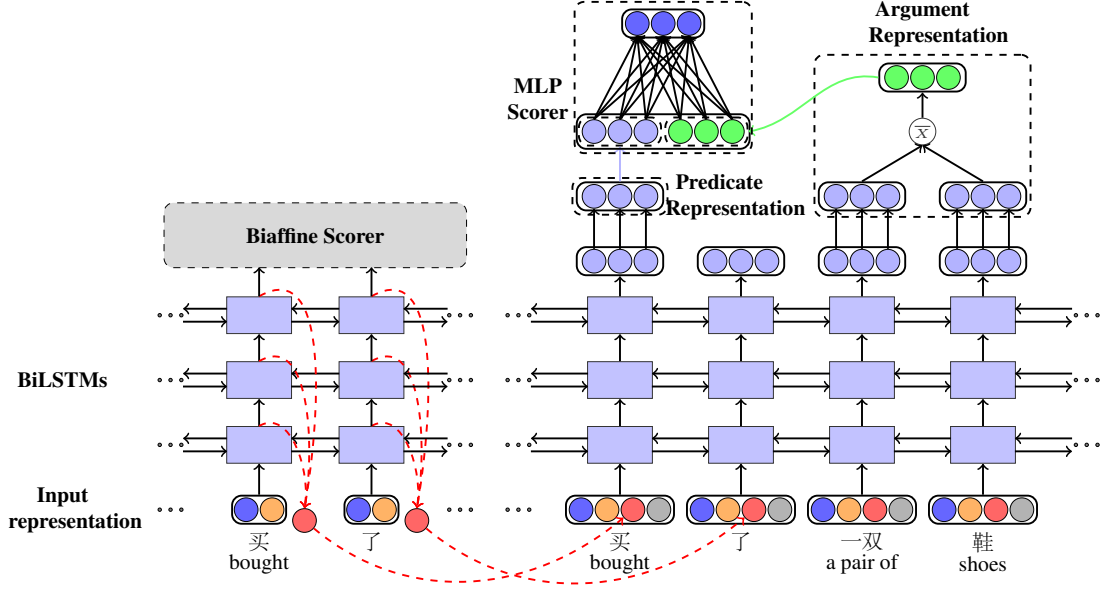 Argument
Representation
MLP
Scorer
X
Predicate
Representation
Biaffine Scorer
BiLSTMs
Input
representation
买
bought
了
买
bought
了
一双
a pair of
鞋
shoes